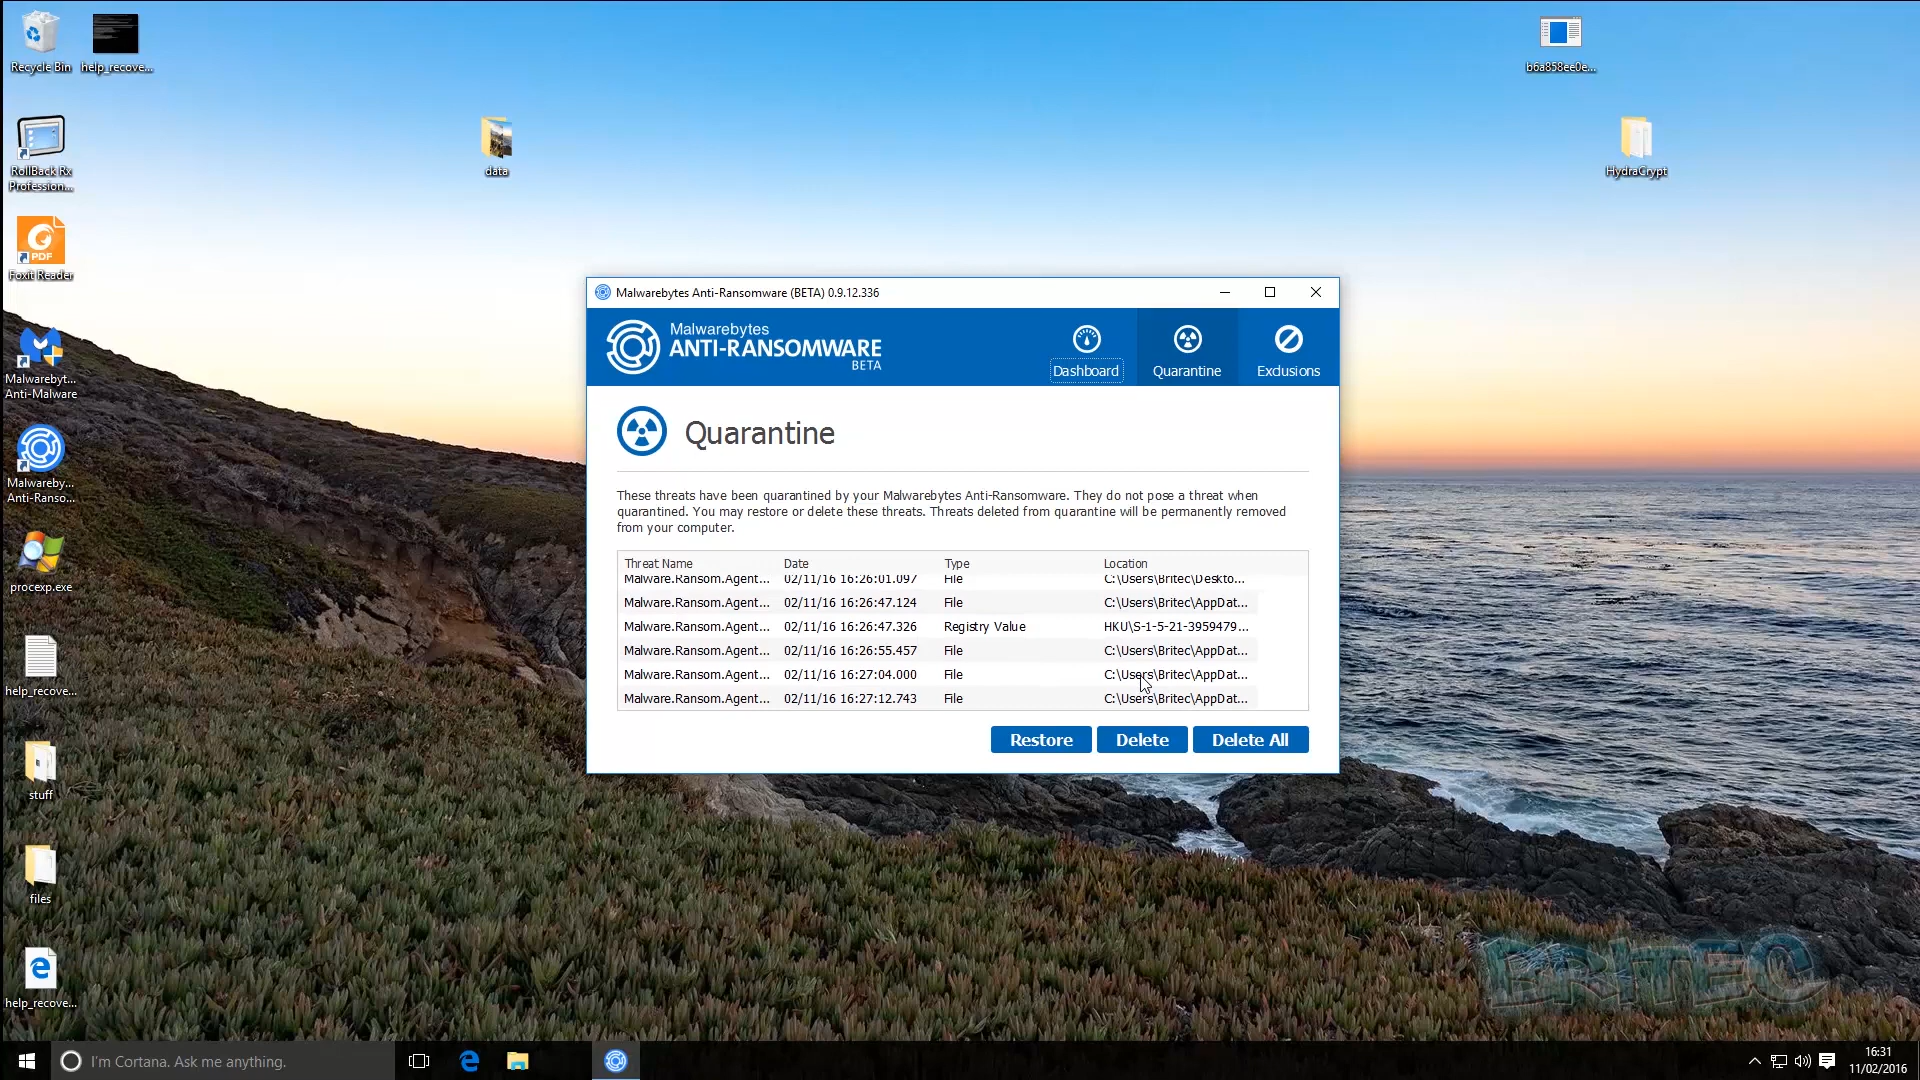 Recycle Bin
help_recove...
b6a858ee0e...
RollBack Rx
Profession...
data
HydraCrypt
PDF
Foxit Reader
Malwarebyt...
Anti-Malware
Malwareby...
Anti-Ranso...
procexp.exe
help_recove...
stuff
files
help_recove...
Malwarebytes Anti-Ransomware (BETA) 0.9.12.336
Malwarebytes
ANTI-RANSOMWARE
BETA
Dashboard
Quarantine
Exclusions
Quarantine
These threats have been quarantined by your Malwarebytes Anti-Ransomware. They do not pose a threat when
quarantined. You may restore or delete these threats. Threats deleted from quarantine will be permanently removed
from your computer.
Threat Name Date Type Location
Malware.Ransom.Agent... 02/11/16 16:26:01.097 File C:\Users\Britec\Deskto...
Malware.Ransom.Agent... 02/11/16 16:26:47.124 File C:\Users\Britec\AppDat...
Malware.Ransom.Agent... 02/11/16 16:26:47.326 Registry Value HKU\S-1-5-21-3959479...
Malware.Ransom.Agent... 02/11/16 16:26:55.457 File C:\Users\Britec\AppDat...
Malware.Ransom.Agent... 02/11/16 16:27:04.000 File C:\Users\Britec\AppDat...
Malware.Ransom.Agent... 02/11/16 16:27:12.743 File C:\Users\Britec\AppDat...
Restore
Delete
Delete All
BRITEC
I'm Cortana. Ask me anything.
16:31
11/02/2016